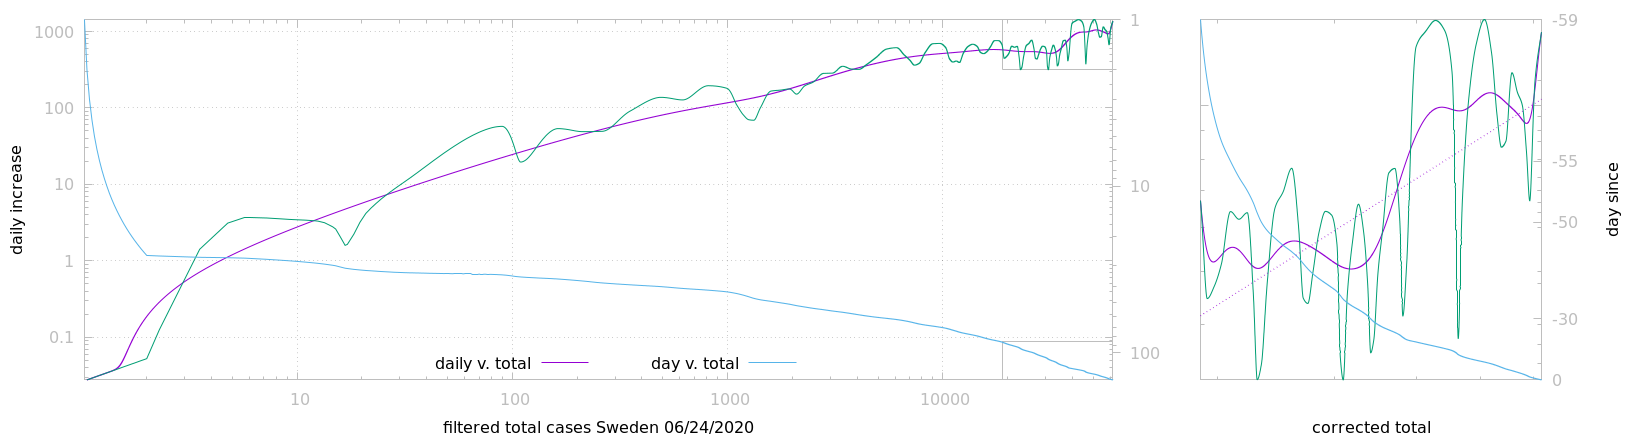 1000
100
10
1
0.1
daily increase
10
100
1000
10000
filtered total cases Sweden 06/24/2020
daily v. total
day v. total
1
10
100
-59
-55
-50
-30
0
day since
corrected total